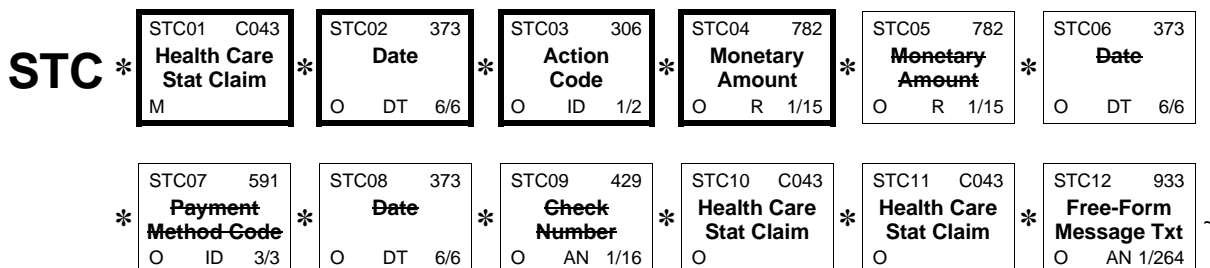 STC * STC01 C043 STC02 373 STC03 306 STC04 782 STC05 782 STC06 373
Health Care * Date * Action * Monetary * Monetary * Date
Stat Claim Code Amount Amount
M O DT 6/6 O ID 1/2 O R 1/15 O R 1/15 O DT 6/6
STC07 591 STC08 373 STC09 429 STC10 C043 STC11 C043 STC12 933
* Payment * Date * Check * Health Care * Health Care * Free-Form ~
Method Code Number Stat Claim Stat Claim Message Txt
O ID 3/3 O DT 6/6 O AN 1/16 O O O AN 1/264